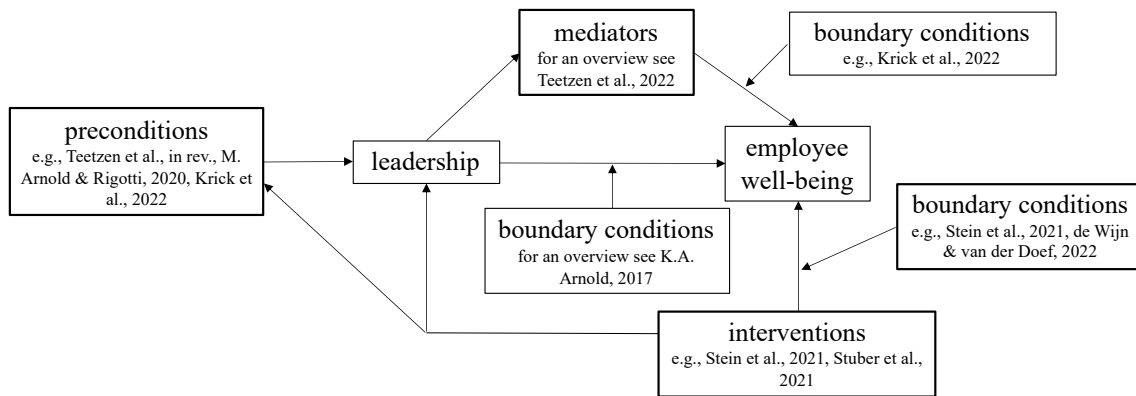 mediators
for an overview see
Teetzen et al., 2022
boundary conditions
e.g., Krick et al., 2022
preconditions
e.g., Teetzen et al., in rev., M.
Arnold & Rigotti, 2020, Krick et
al., 2022
leadership
employee
well-being
boundary conditions
for an overview see K.A.
Arnold, 2017
boundary conditions
e.g., Stein et al., 2021, de Wijn
& van der Doef, 2022
interventions
e.g., Stein et al., 2021, Stuber et al.,
2021